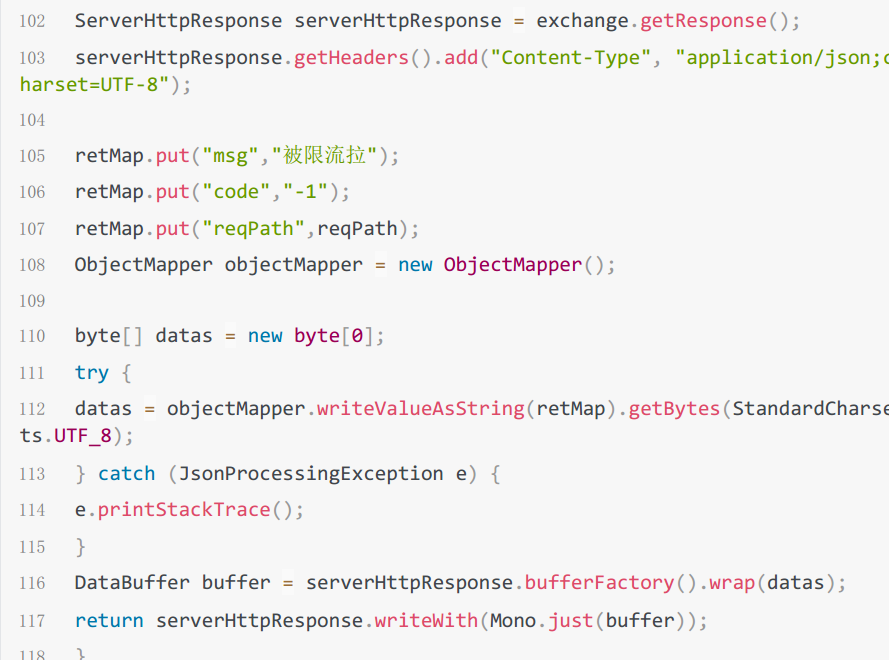 102 ServerHttpResponse serverHttpResponse = exchange.getResponse();
103 serverHttpResponse.getHeaders().add("Content-Type", "application/json;c
harset=UTF-8");
104
105 retMap.put("msg","被限流拉");
106 retMap.put("code","-1");
107 retMap.put("reqPath",reqPath);
108 ObjectMapper objectMapper = new ObjectMapper();
109
110 byte[] datas = new byte[0];
111 try {
112 datas = objectMapper.writeValueAsString(retMap).getBytes(StandardCharse
ts.UTF_8);
113 } catch (JsonProcessingException e) {
114 e.printStackTrace();
115 }
116 DataBuffer buffer = serverHttpResponse.bufferFactory().wrap(datas);
117 return serverHttpResponse.writeWith(Mono.just(buffer));
118 }